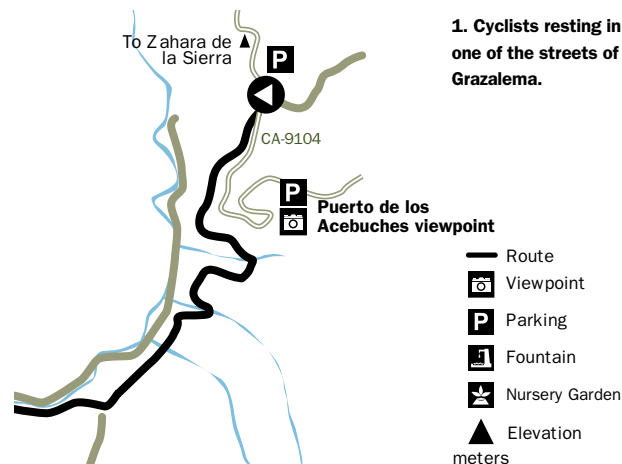 To Zahara de
la Sierra
P
CA-9104
P
Puerto de los
Acebuches viewpoint
1. Cyclists resting in
one of the streets of
Grazalema.
Route
Viewpoint
P
Parking
Fountain
Nursery Garden
Elevation
meters